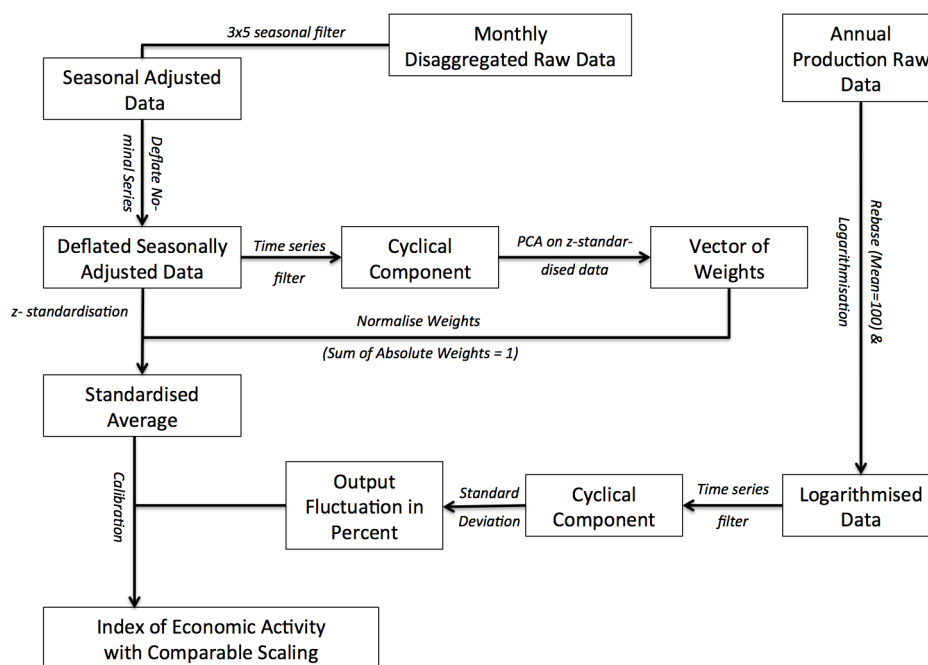 3x5 seasonal filter
Monthly
Disaggregated Raw Data
Annual
Production Raw
Data
Seasonal Adjusted
Data
Deflate No-
minal Series
Rebase (Mean=100) &
Logarithmisation
Deflated Seasonally
Adjusted Data
Time series
filter
Cyclical
Component
PCA on z-standar-
dised data
Vector of
Weights
z- standardisation
Normalise Weights
(Sum of Absolute Weights = 1)
Standardised
Average
Calibration
Output
Fluctuation in
Percent
Standard
Deviation
Cyclical
Component
Time series
filter
Logarithmised
Data
Index of Economic Activity
with Comparable Scaling